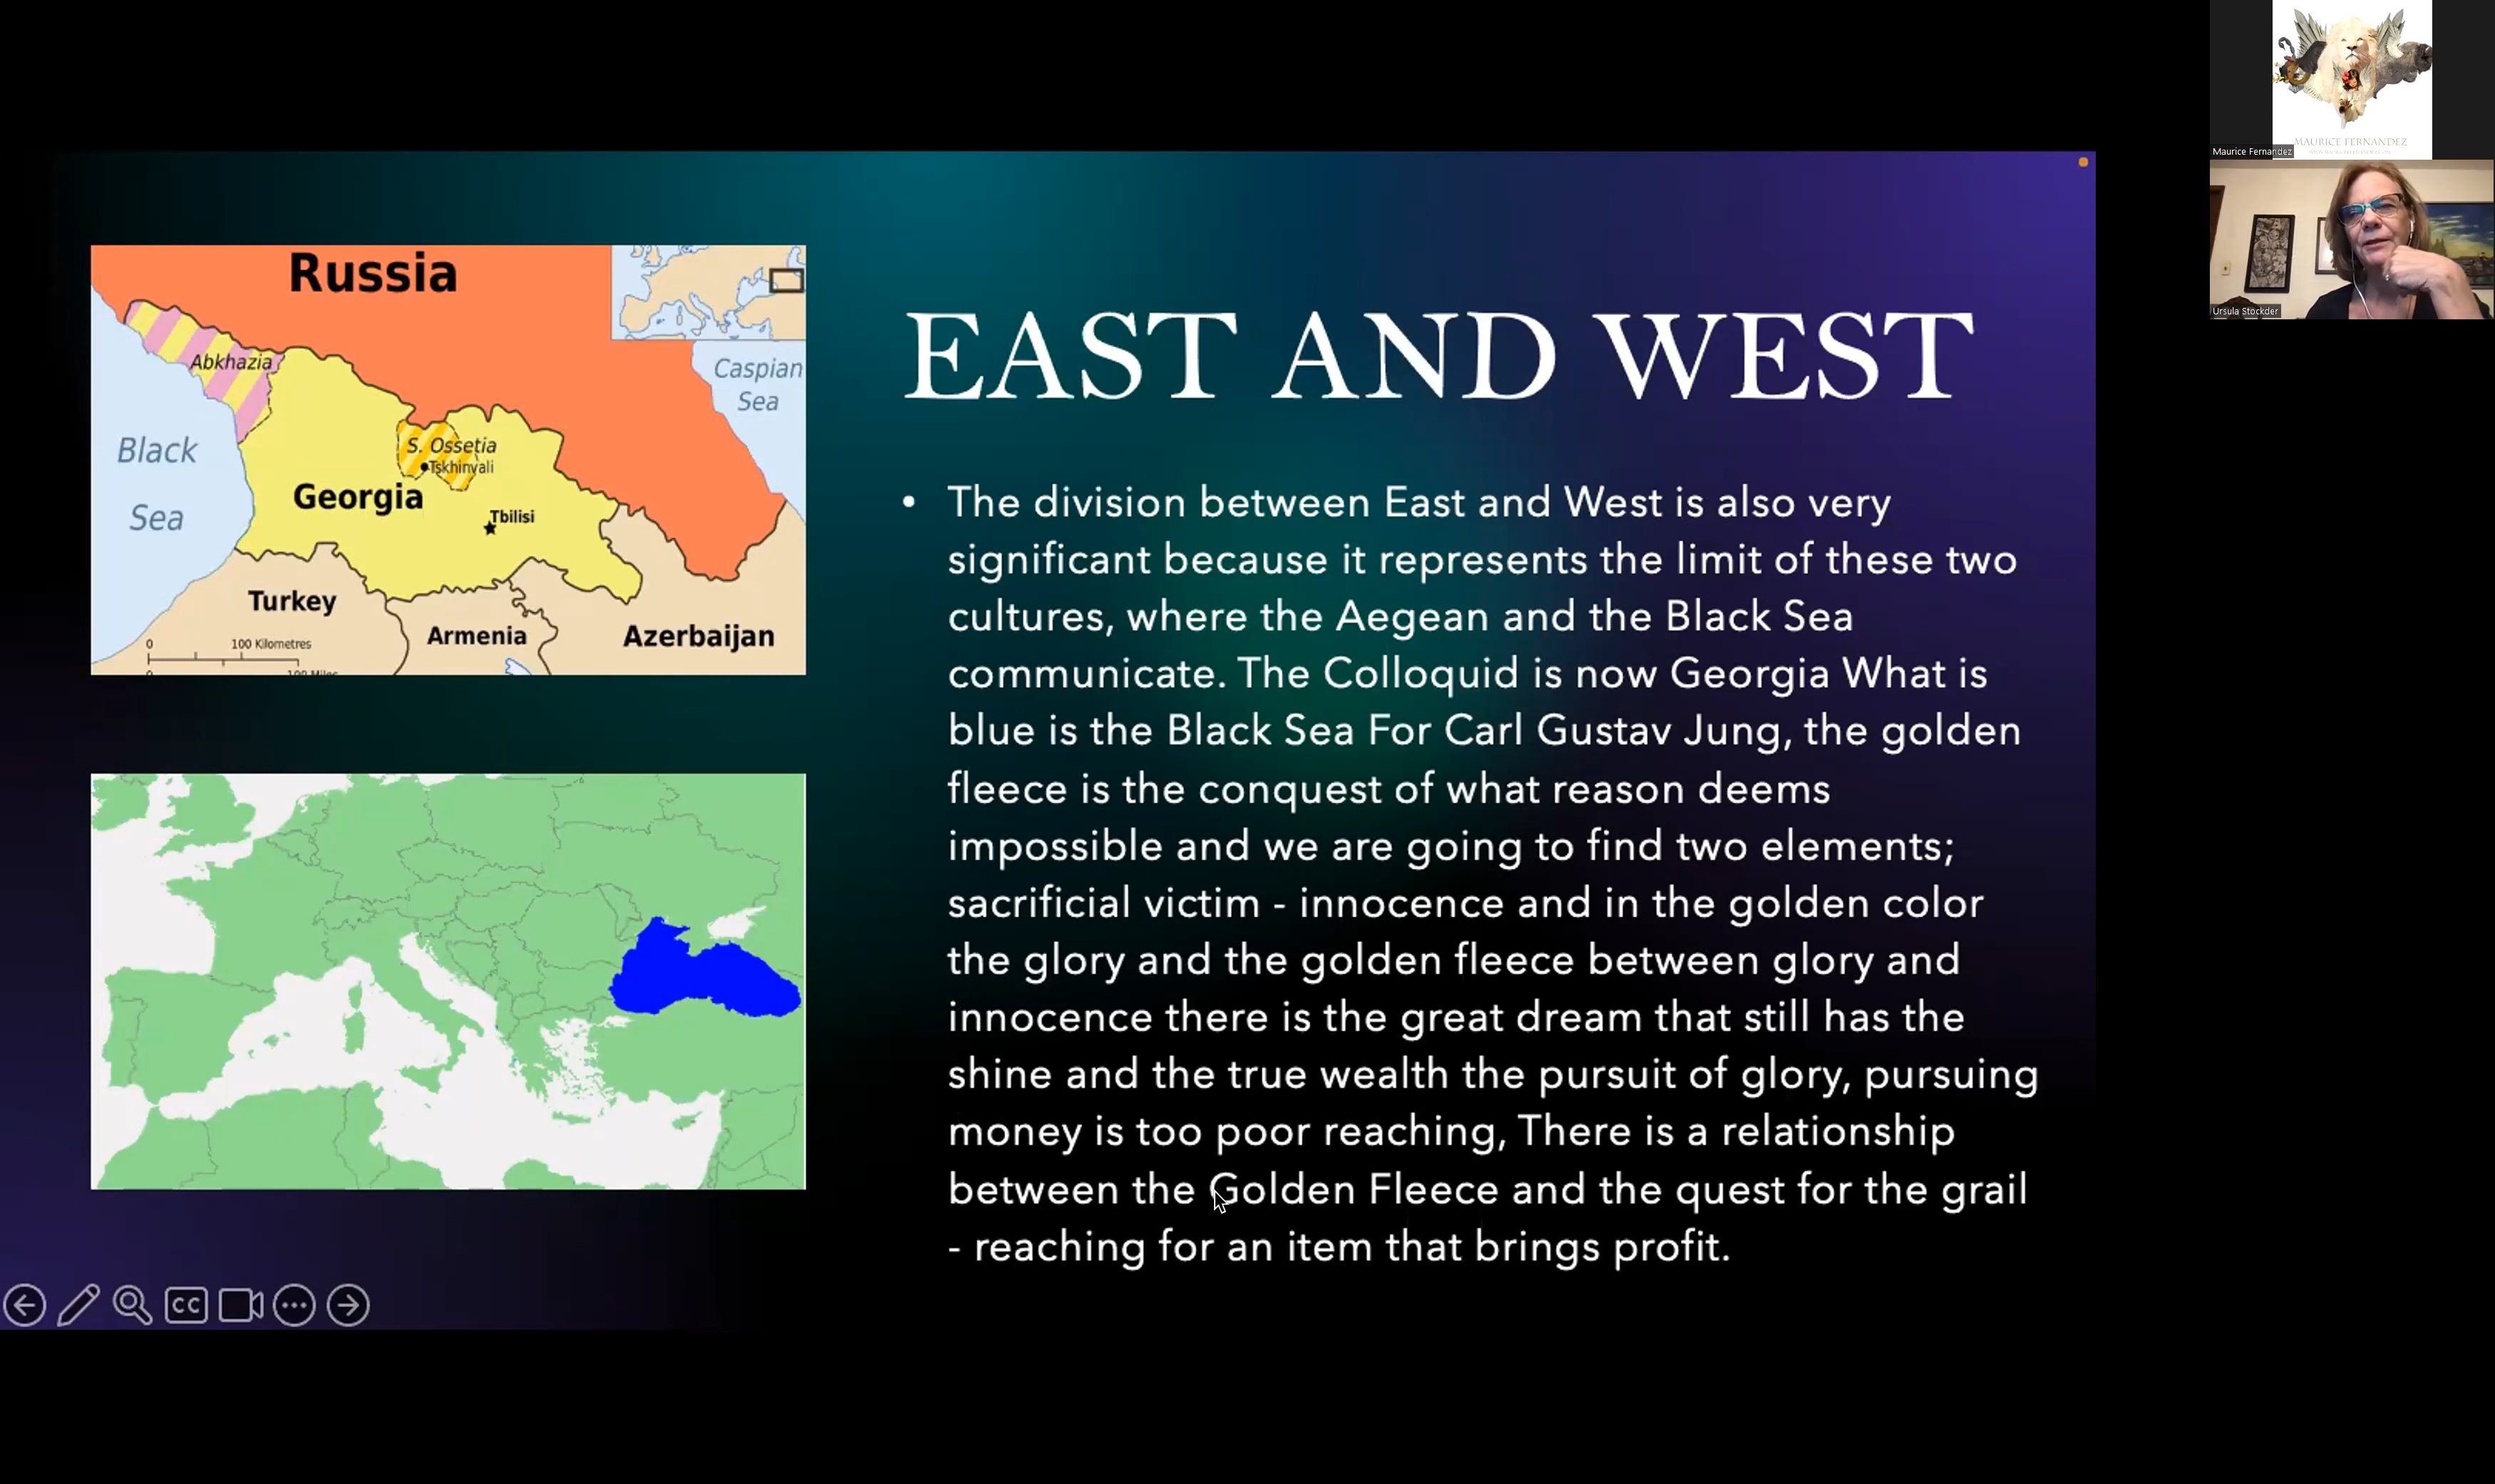 Russia
Abkhazia
Caspian
Sea
Black
Sea
S. Ossetia
Tskhinvali
Georgia
Tbilisi
Turkey
Armenia
Azerbaijan
0 100 Kilometres
0 100 Miles
EAST AND WEST
• The division between East and West is also very
significant because it represents the limit of these two
cultures, where the Aegean and the Black Sea
communicate. The Colloquid is now Georgia What is
blue is the Black Sea For Carl Gustav Jung, the golden
fleece is the conquest of what reason deems
impossible and we are going to find two elements;
sacrificial victim - innocence and in the golden color
the glory and the golden fleece between glory and
innocence there is the great dream that still has the
shine and the true wealth the pursuit of glory, pursuing
money is too poor reaching, There is a relationship
between the Golden Fleece and the quest for the grail
- reaching for an item that brings profit.
CC
MAURICE FERNANDEZ
Maurice Fernandez
Ursula Stockder